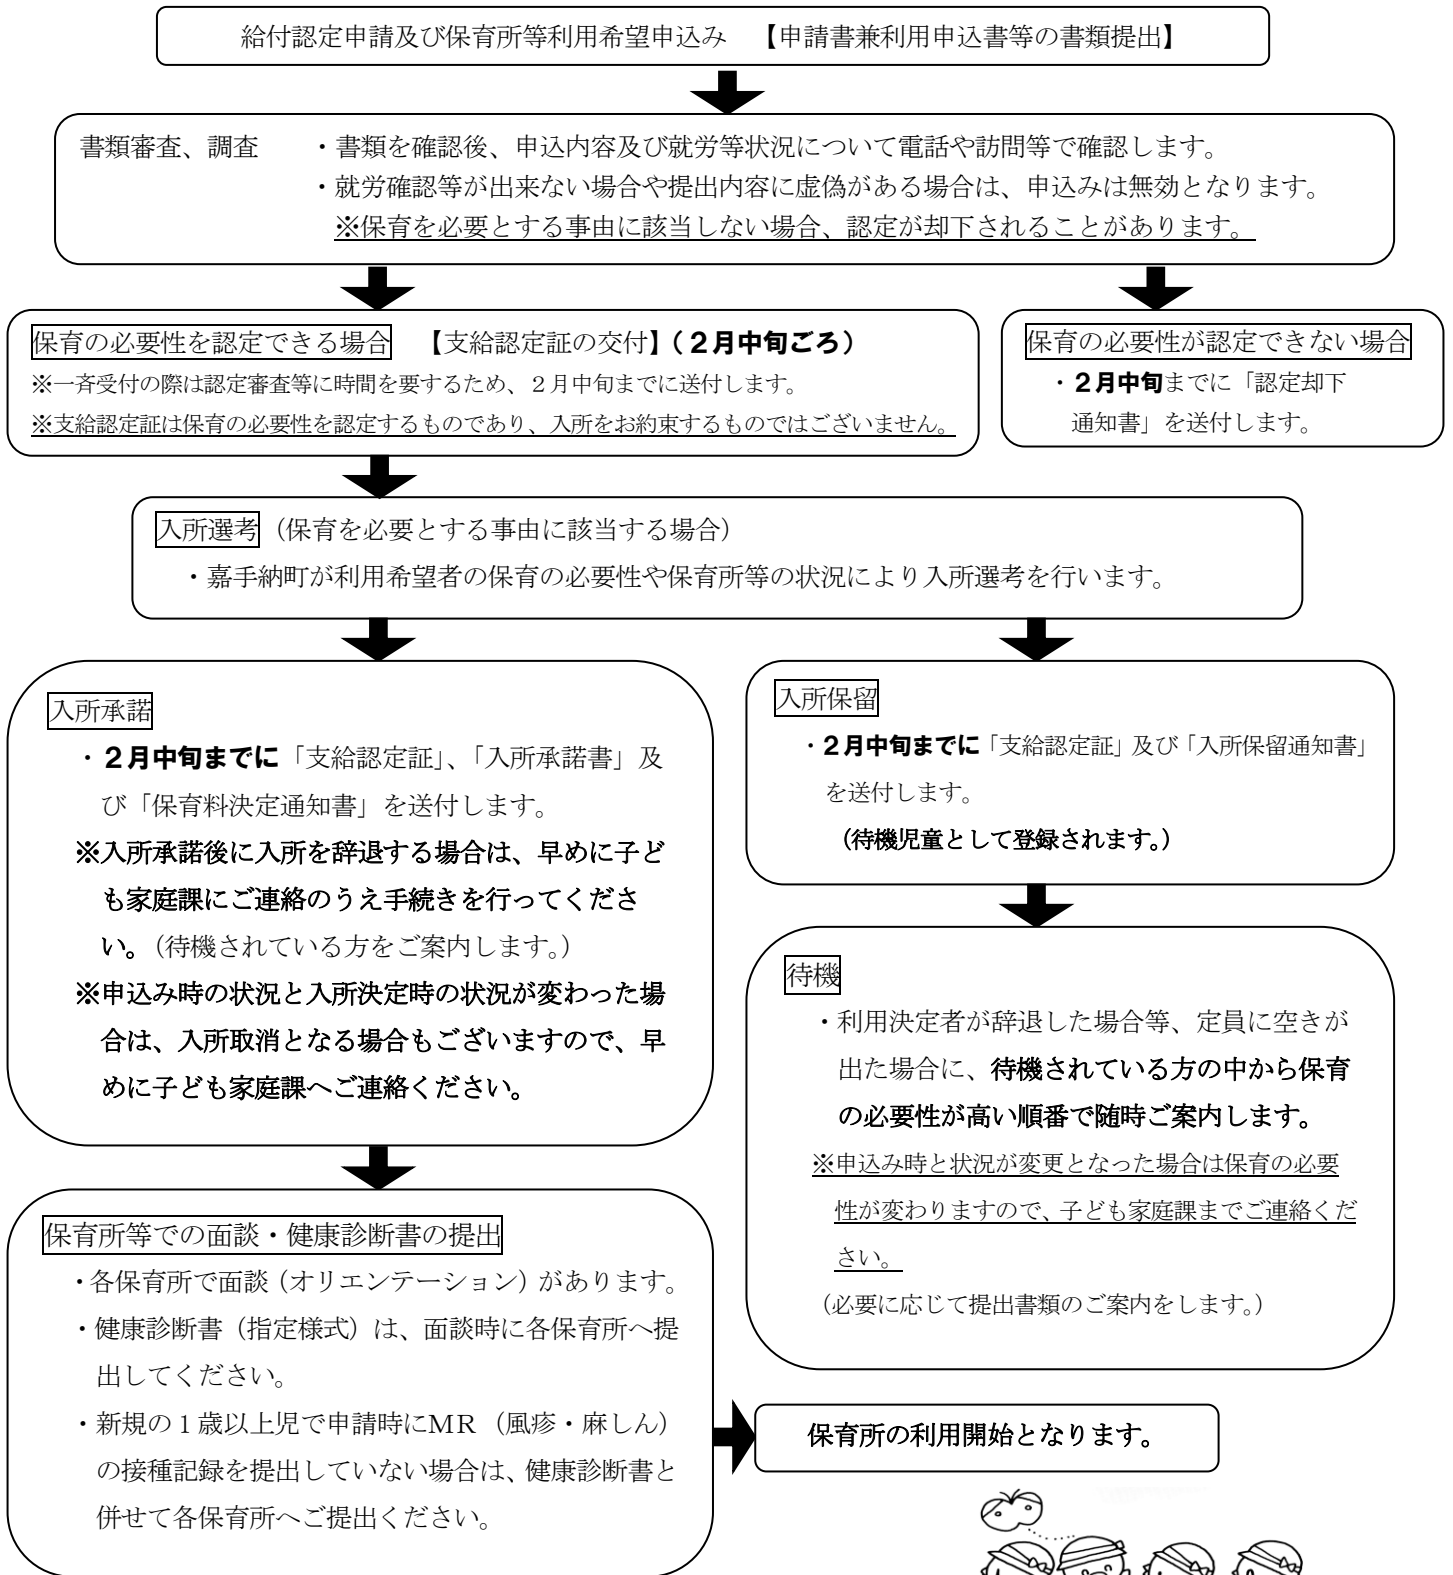 給付認定申請及び保育所等利用希望申込み　【申請書兼利用申込書等の書類提出】
書類審査、調査　　・書類を確認後、申込内容及び就労等状況について電話や訪問等で確認します。
・就労確認等が出来ない場合や提出内容に虚偽がある場合は、申込みは無効となります。
※保育を必要とする事由に該当しない場合、認定が却下されることがあります。
保育の必要性を認定できる場合　【支給認定証の交付】（２月中旬ごろ）
※一斉受付の際は認定審査等に時間を要するため、２月中旬までに送付します。
※支給認定証は保育の必要性を認定するものであり、入所をお約束するものではございません。
保育の必要性が認定できない場合
・２月中旬までに「認定却下
通知書」を送付します。
入所選考（保育を必要とする事由に該当する場合）
・嘉手納町が利用希望者の保育の必要性や保育所等の状況により入所選考を行います。
入所承諾
・２月中旬までに「支給認定証」、「入所承諾書」及
び「保育料決定通知書」を送付します。
※入所承諾後に入所を辞退する場合は、早めに子ど
も家庭課にご連絡のうえ手続きを行ってくださ
い。（待機されている方をご案内します。）
※申込み時の状況と入所決定時の状況が変わった場
合は、入所取消となる場合もございますので、早
めに子ども家庭課へご連絡ください。
入所保留
・２月中旬までに「支給認定証」及び「入所保留通知書」
を送付します。
（待機児童として登録されます。）
待機
・利用決定者が辞退した場合等、定員に空きが
出た場合に、待機されている方の中から保育
の必要性が高い順番で随時ご案内します。
※申込み時と状況が変更となった場合は保育の必要
性が変わりますので、子ども家庭課までご連絡くだ
さい。
（必要に応じて提出書類のご案内をします。）
保育所等での面談・健康診断書の提出
・各保育所で面談（オリエンテーション）があります。
・健康診断書（指定様式）は、面談時に各保育所へ提
出してください。
・新規の１歳以上児で申請時にMR（風疹・麻しん）
の接種記録を提出していない場合は、健康診断書と
併せて各保育所へご提出ください。
保育所の利用開始となります。